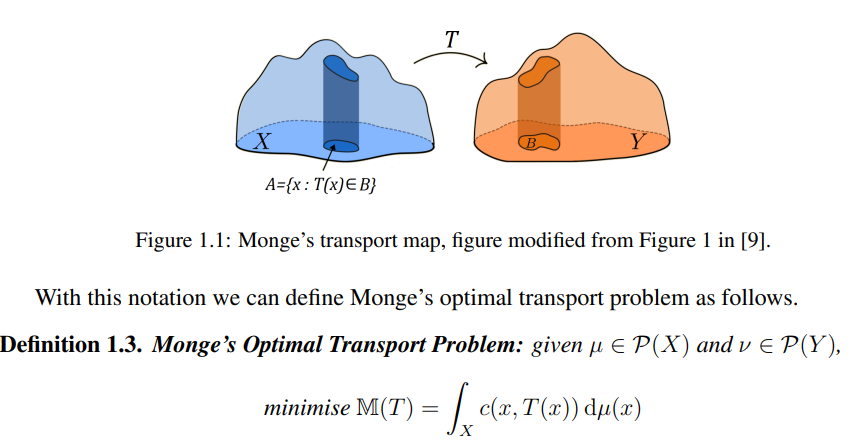 T
X
B
Y
A={x : T(x)∈B}
Figure 1.1: Monge's transport map, figure modified from Figure 1 in [9].
With this notation we can define Monge's optimal transport problem as follows.
Definition 1.3. Monge's Optimal Transport Problem: given μ ∈ 𝒫(X) and ν ∈ 𝒫(Y),
minimise 𝕄(T) = ∫_X c(x, T(x)) dμ(x)